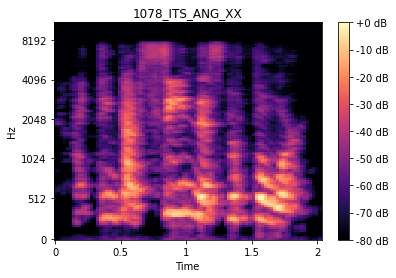 1078_ITS_ANG_XX
+0 dB
8192
-10 dB
4096
-20 dB
-30 dB
2048
-40 dB
Hz
1024
-50 dB
512
-60 dB
-70 dB
0
-80 dB
0 0.5 1 1.5 2
Time